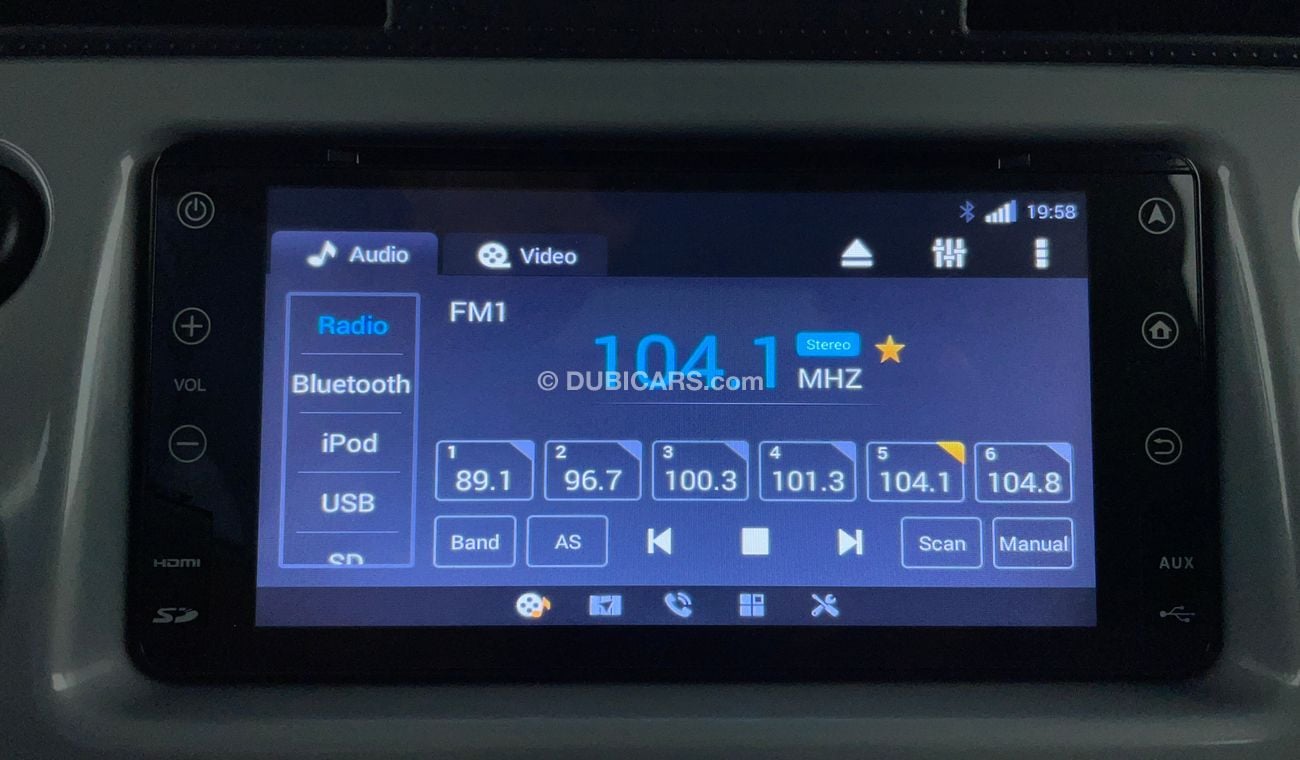 19:58
Audio Video
Radio
Bluetooth
iPod
USB
SD
FM1
104.1 Stereo
MHZ
© DUBICARS.com
1 2 3 4 5 6
89.1 96.7 100.3 101.3 104.1 104.8
Band AS Scan Manual
VOL
HDMI
SD
AUX